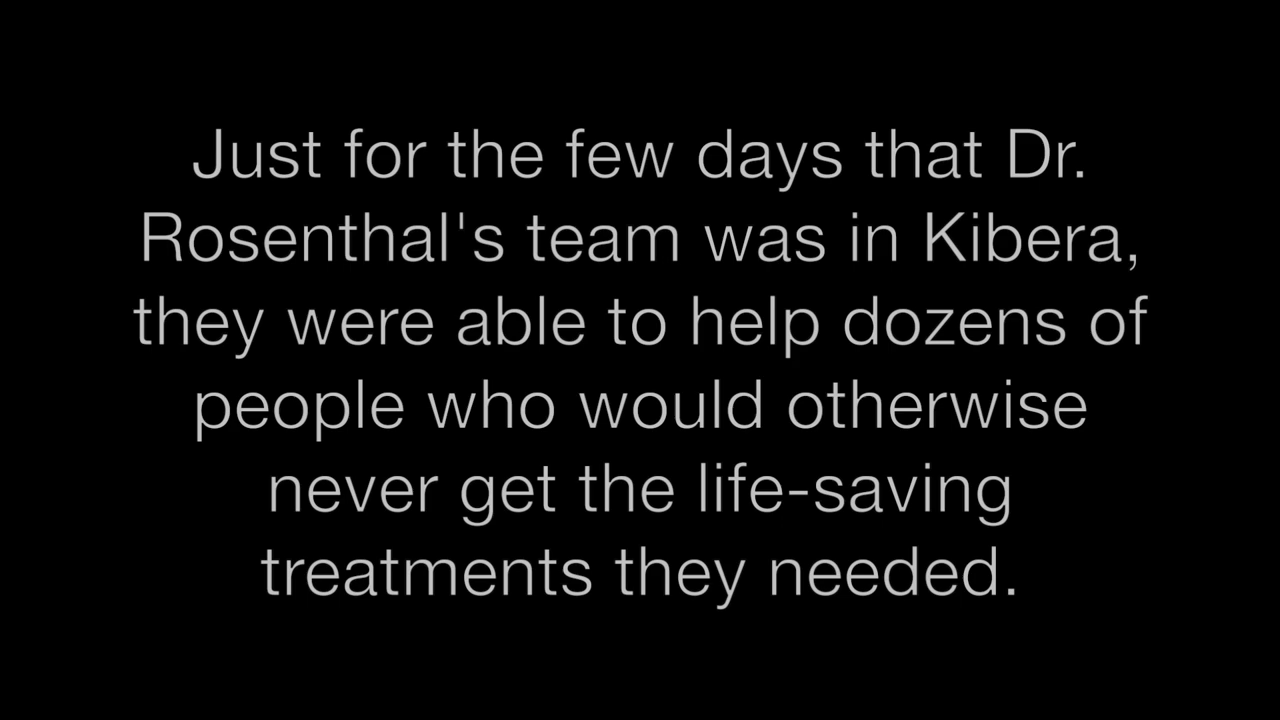 Just for the few days that Dr.
Rosenthal's team was in Kibera,
they were able to help dozens of
people who would otherwise
never get the life-saving
treatments they needed.